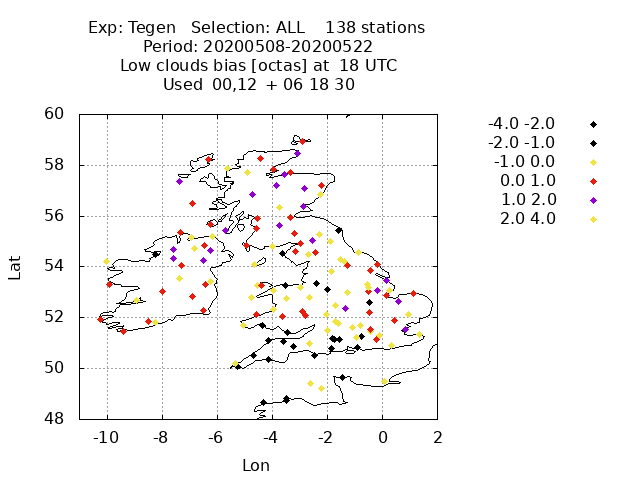 Exp: Tegen Selection: ALL 138 stations
Period: 20200508-20200522
Low clouds bias [octas] at 18 UTC
Used 00,12 + 06 18 30
-4.0 -2.0
-2.0 -1.0
-1.0 0.0
0.0 1.0
1.0 2.0
2.0 4.0
60
58
56
54
52
50
48
Lat
-10 -8 -6 -4 -2 0 2
Lon